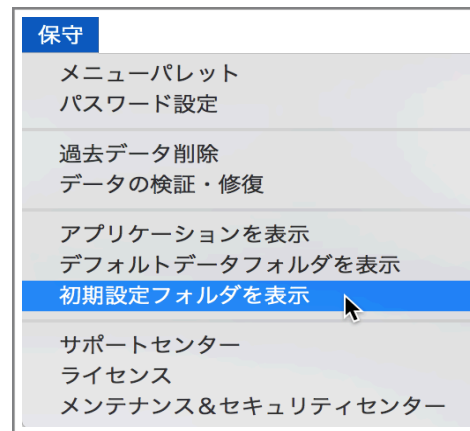 保守
メニューパレット
パスワード設定
過去データ削除
データの検証・修復
アプリケーションを表示
デフォルトデータフォルダを表示
初期設定フォルダを表示
サポートセンター
ライセンス
メンテナンス＆セキュリティセンター